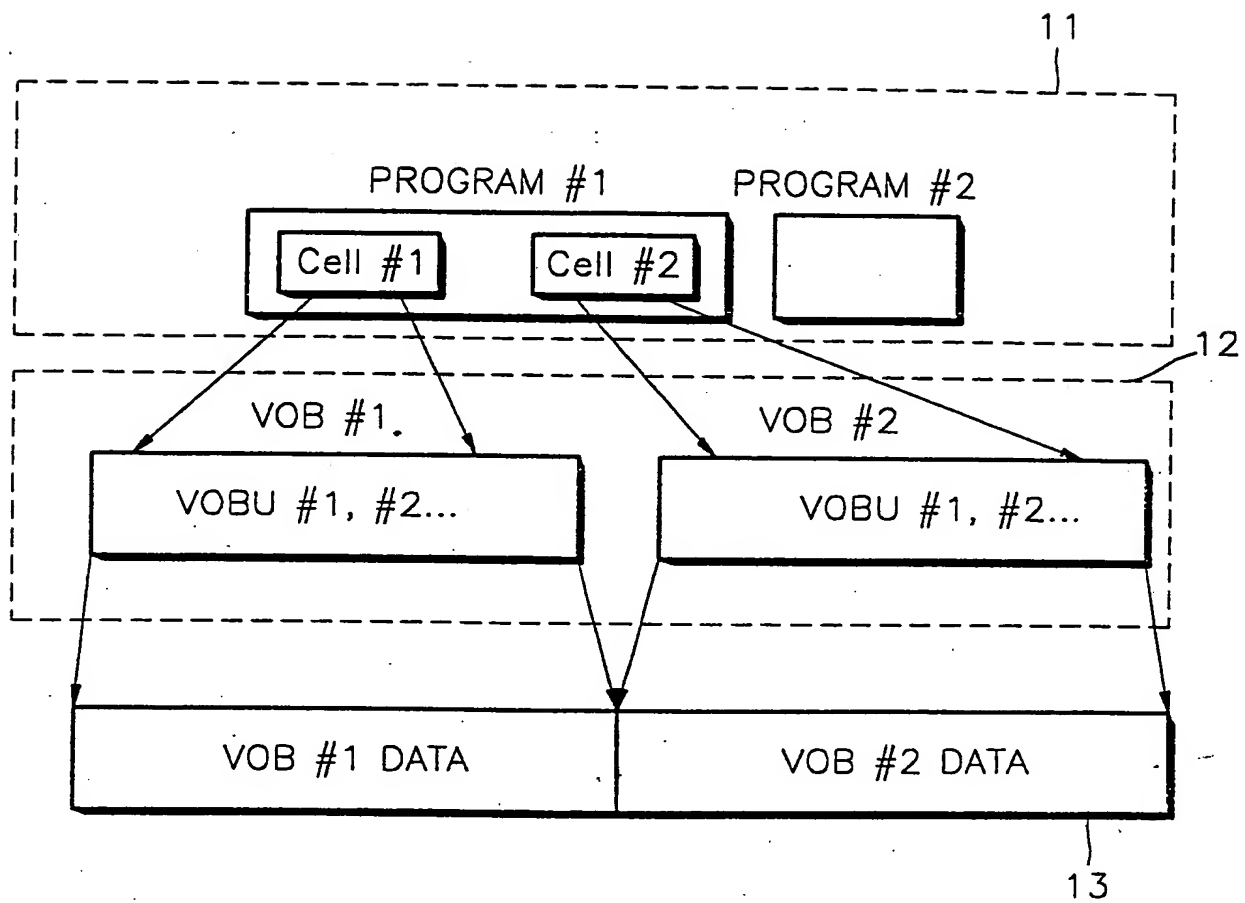 11
PROGRAM #1 PROGRAM #2
Cell #1 Cell #2
12
VOB #1 VOB #2
VOBU #1, #2... VOBU #1, #2...
VOB #1 DATA VOB #2 DATA
13